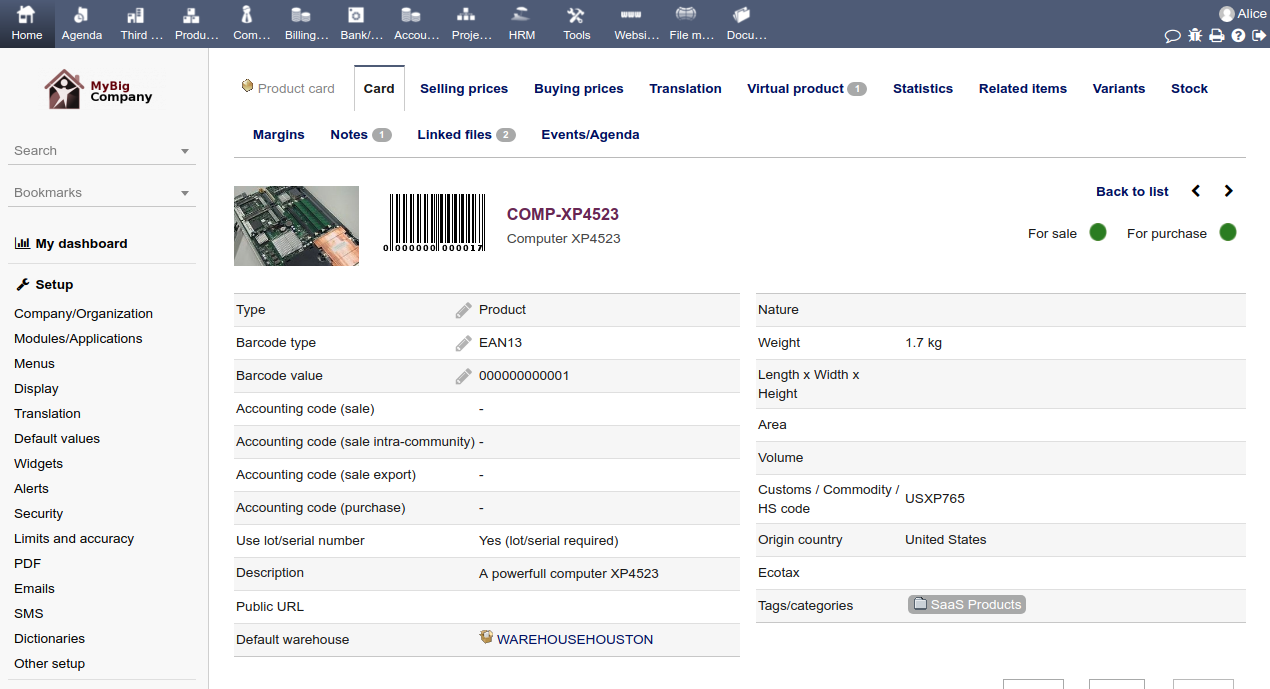 Home Agenda Third ... Produ... Com... Billing... Bank/... Accou... Proje... HRM Tools Websi... File m... Docu... Alice
MyBig
Company
Search
Bookmarks
My dashboard
Setup
Company/Organization
Modules/Applications
Menus
Display
Translation
Default values
Widgets
Alerts
Security
Limits and accuracy
PDF
Emails
SMS
Dictionaries
Other setup
Product card Card Selling prices Buying prices Translation Virtual product 1 Statistics Related items Variants Stock
Margins Notes 1 Linked files 2 Events/Agenda
0 000000 000017
COMP-XP4523
Computer XP4523
Back to list
For sale For purchase
Type Product
Barcode type EAN13
Barcode value 000000000001
Accounting code (sale) -
Accounting code (sale intra-community) -
Accounting code (sale export) -
Accounting code (purchase) -
Use lot/serial number Yes (lot/serial required)
Description A powerfull computer XP4523
Public URL
Default warehouse WAREHOUSEHOUSTON
Nature
Weight 1.7 kg
Length x Width x
Height
Area
Volume
Customs / Commodity /
HS code USXP765
Origin country United States
Ecotax
Tags/categories SaaS Products